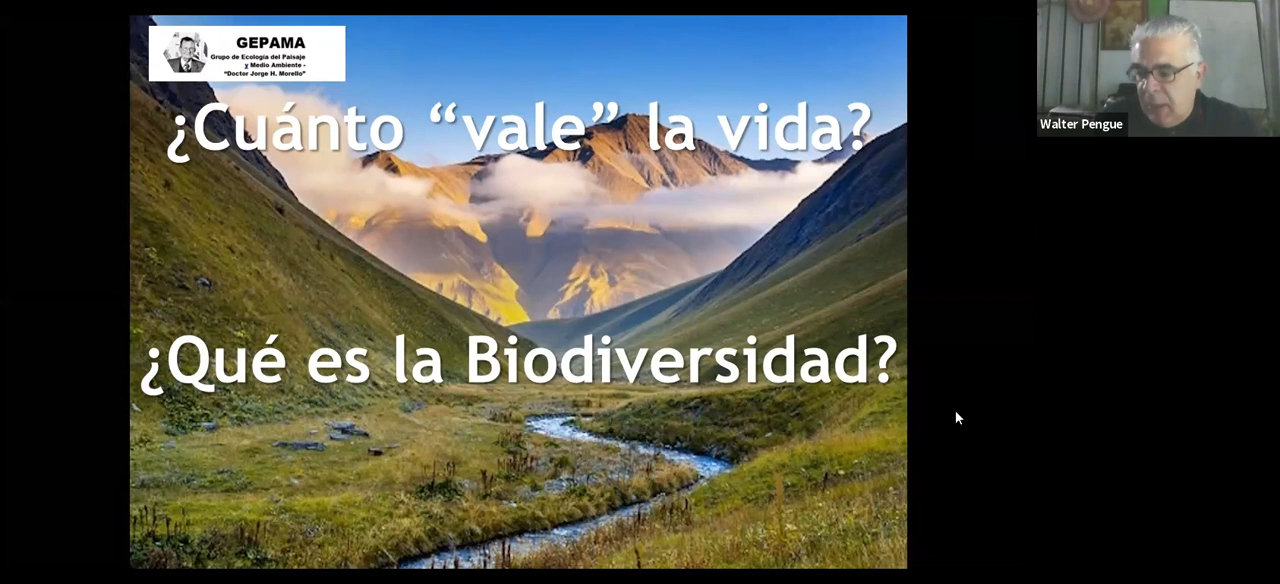 GEPAMA
Grupo de Ecología del Paisaje
y Medio Ambiente -
"Doctor Jorge H. Morello"
¿Cuánto “vale” la vida?
¿Qué es la Biodiversidad?
Walter Pengue